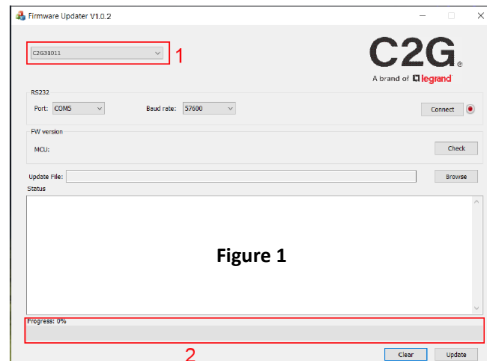 Firmware Updater V1.0.2
C2G31011
1
C2G®
A brand of legrand
RS232
Port: COM5 Baud rate: 57600 Connect
FW version
MCU: Check
Update File: Browse
Status
Figure 1
Progress: 0%
2
Clear Update